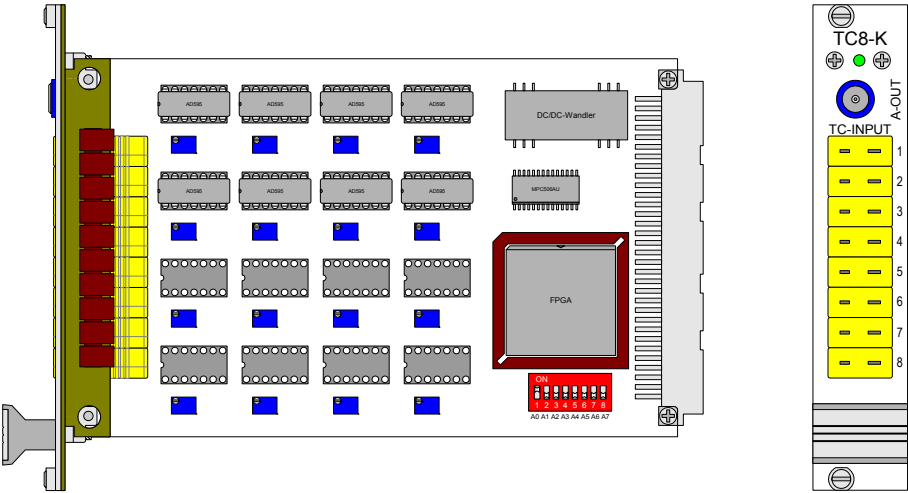 TC8-K
A-OUT
TC-INPUT
1
2
3
4
5
6
7
8
AD595 AD595 AD595 AD595
DC/DC-Wandler
AD595 AD595 AD595 AD595
MPC506AU
FPGA
ON
1 2 3 4 5 6 7 8
A0 A1 A2 A3 A4 A5 A6 A7